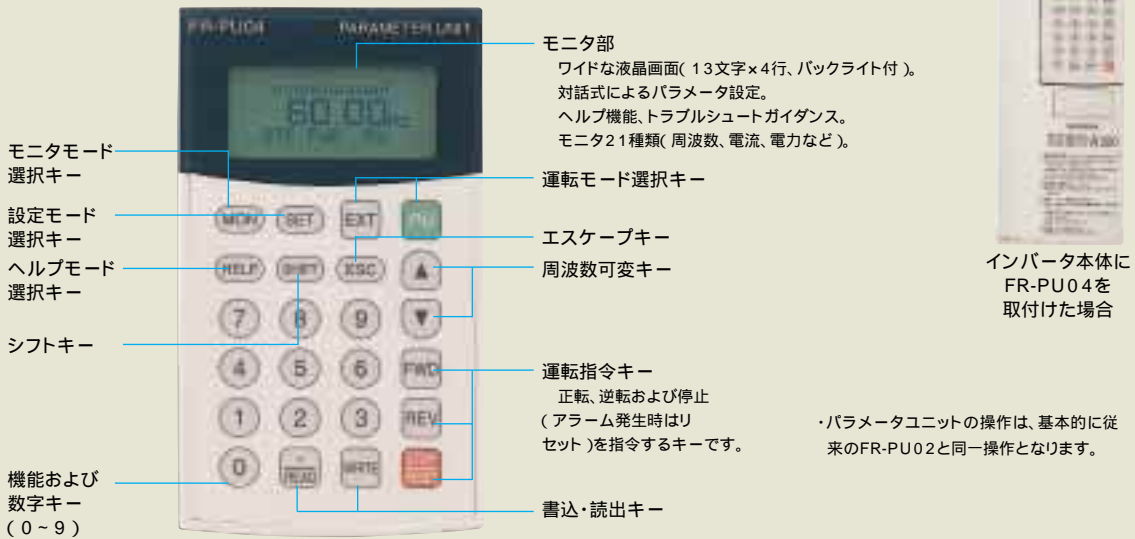 FR-PU04 PARAMETER UNIT
60.00Hz
モニタ部
ワイドな液晶画面(13文字×4行、バックライト付)。
対話式によるパラメータ設定。
ヘルプ機能、トラブルシュートガイダンス。
モニタ21種類(周波数、電流、電力など)。
モニタモード
選択キー
設定モード
選択キー
ヘルプモード
選択キー
シフトキー
機能および
数字キー
(0~9)
運転モード選択キー
エスケープキー
周波数可変キー
運転指令キー
正転、逆転および停止
(アラーム発生時はリ
セット)を指令するキーです。
書込・読出キー
MON SET EXT PU
HELP SHIFT ESC ▲
7 8 9 ▼
4 5 6 FWD
1 2 3 REV
0 READ WRITE
インバータ本体に
FR-PU04を
取付けた場合
・パラメータユニットの操作は、基本的に従
来のFR-PU02と同一操作となります。